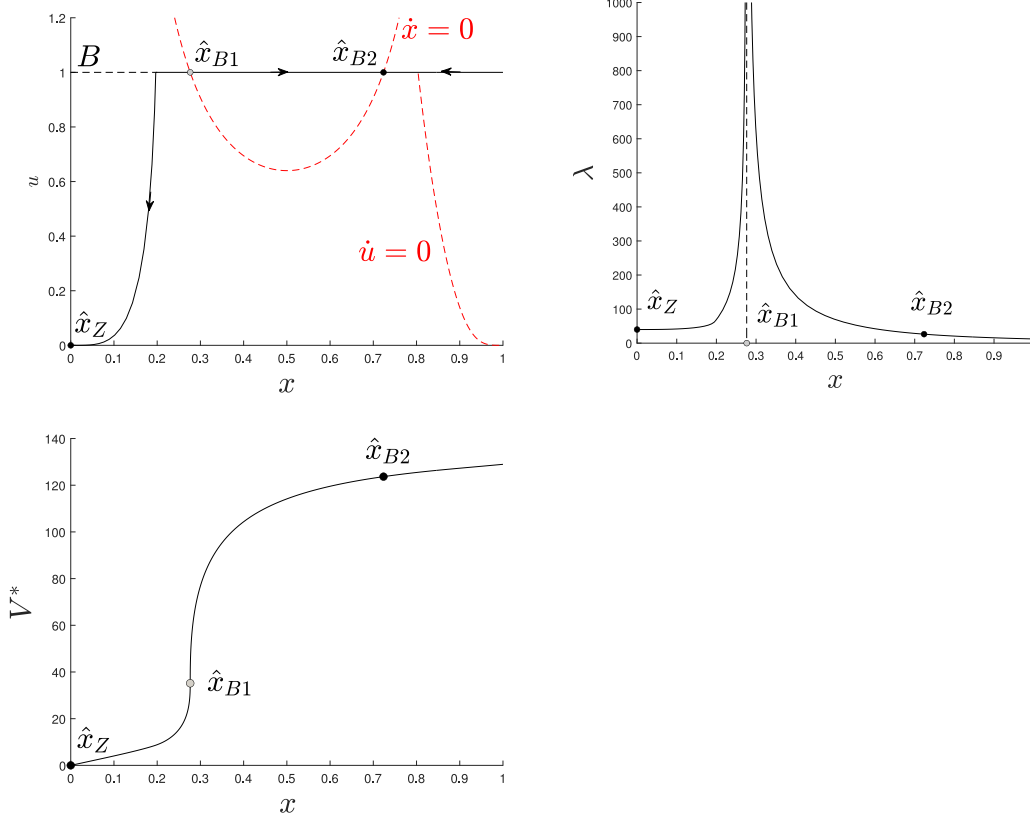 1.2
ẋ = 0
B
x̂_{B1}
x̂_{B2}
1
0.8
0.6
u
0.4
u̇ = 0
0.2
x̂_Z
0
0 0.1 0.2 0.3 0.4 0.5 0.6 0.7 0.8 0.9 1
x
1000
900
800
700
600
500
λ
400
300
200
100
0
x̂_Z
x̂_{B1}
x̂_{B2}
0 0.1 0.2 0.3 0.4 0.5 0.6 0.7 0.8 0.9
x
140
x̂_{B2}
120
100
80
V*
60
40
x̂_{B1}
20
x̂_Z
0
0 0.1 0.2 0.3 0.4 0.5 0.6 0.7 0.8 0.9 1
x